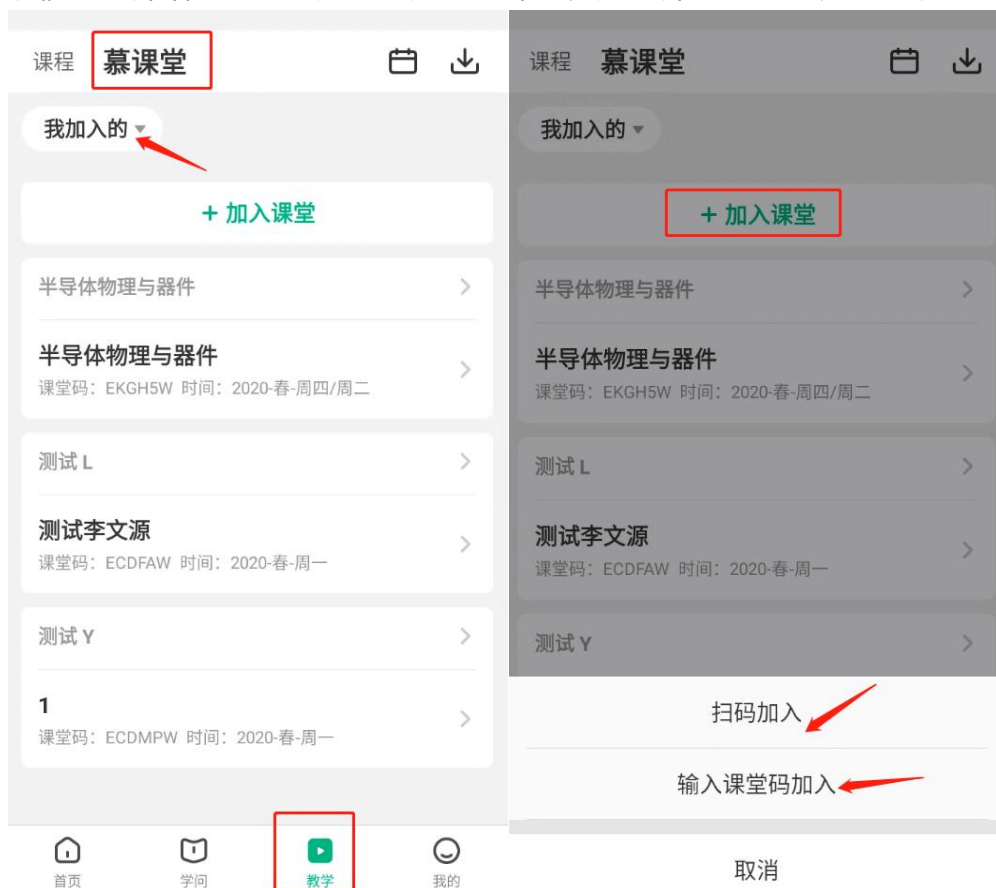 课程 慕课堂
我加入的
+ 加入课堂
半导体物理与器件
半导体物理与器件
课堂码：EKGH5W 时间：2020-春-周四/周二
测试 L
测试李文源
课堂码：ECDFAW 时间：2020-春-周一
测试 Y
1
课堂码：ECDMPW 时间：2020-春-周一
首页 学问 教学 我的
课程 慕课堂
我加入的
+ 加入课堂
半导体物理与器件
半导体物理与器件
课堂码：EKGH5W 时间：2020-春-周四/周二
测试 L
测试李文源
课堂码：ECDFAW 时间：2020-春-周一
测试 Y
扫码加入
输入课堂码加入
取消